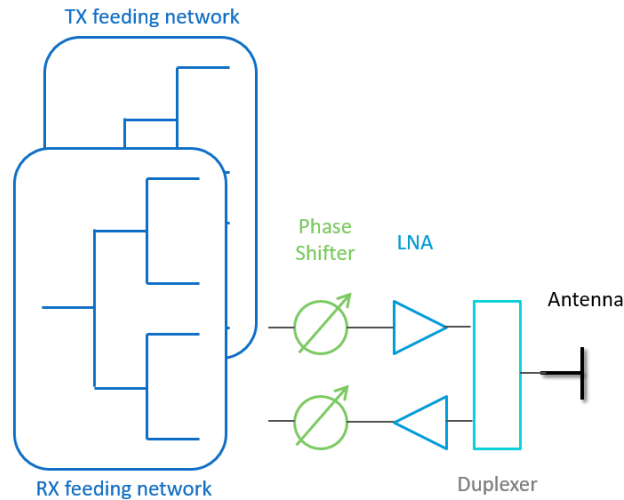 TX feeding network
Phase
Shifter
LNA
Antenna
RX feeding network
Duplexer